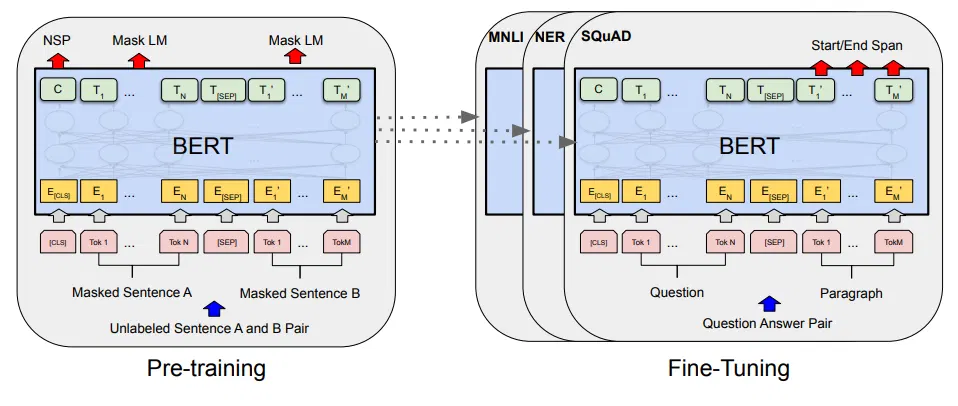 NSP Mask LM Mask LM
C T1 ... TN T[SEP] T1' ... TM'
BERT
...
E[CLS] E1 ... EN E[SEP] E1' ... EM'
[CLS] Tok 1 ... Tok N [SEP] Tok 1 ... TokM
Masked Sentence A Masked Sentence B
Unlabeled Sentence A and B Pair
Pre-training
MNLI NER SQuAD
Start/End Span
C T1 ... TN T[SEP] T1' ... TM'
BERT
...
E[CLS] E1 ... EN E[SEP] E1' ... EM'
[CLS] Tok 1 ... Tok N [SEP] Tok 1 ... TokM
Question Paragraph
Question Answer Pair
Fine-Tuning